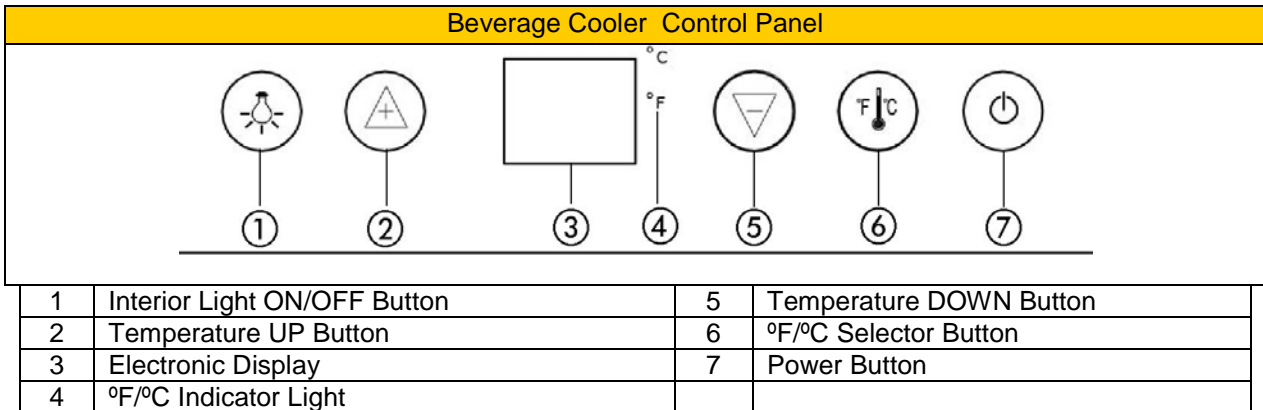 Beverage Cooler Control Panel
°C
°F
+
−
°F °C
1 2 3 4 5 6 7
1 Interior Light ON/OFF Button 5 Temperature DOWN Button
2 Temperature UP Button 6 ºF/ºC Selector Button
3 Electronic Display 7 Power Button
4 ºF/ºC Indicator Light